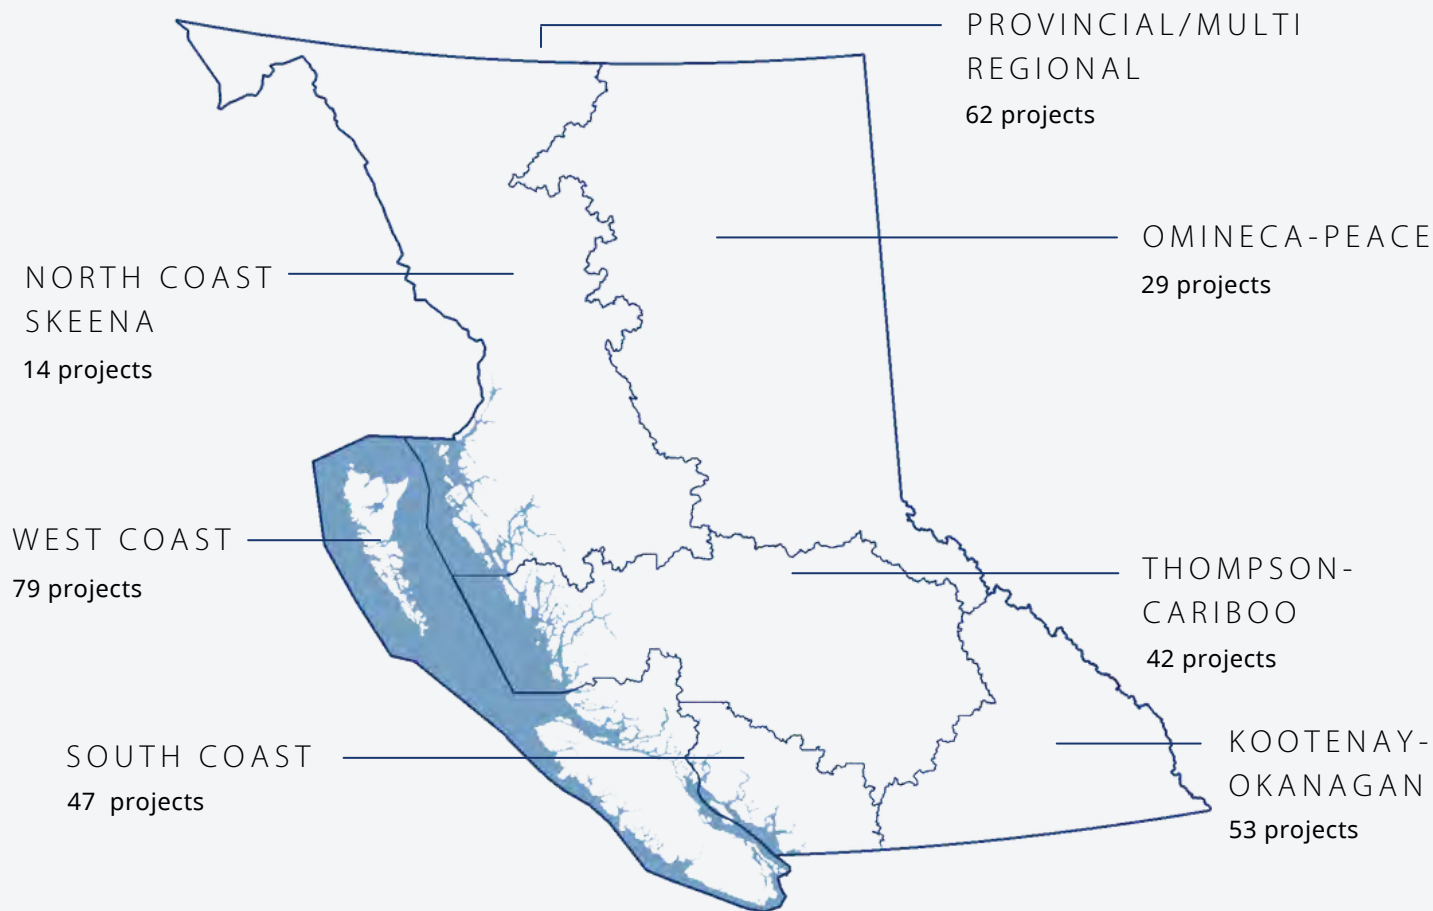 PROVINCIAL/MULTI
REGIONAL
62 projects
OMINECA-PEACE
29 projects
NORTH COAST
SKEENA
14 projects
WEST COAST
79 projects
THOMPSON-
CARIBOO
42 projects
SOUTH COAST
47 projects
KOOTENAY-
OKANAGAN
53 projects